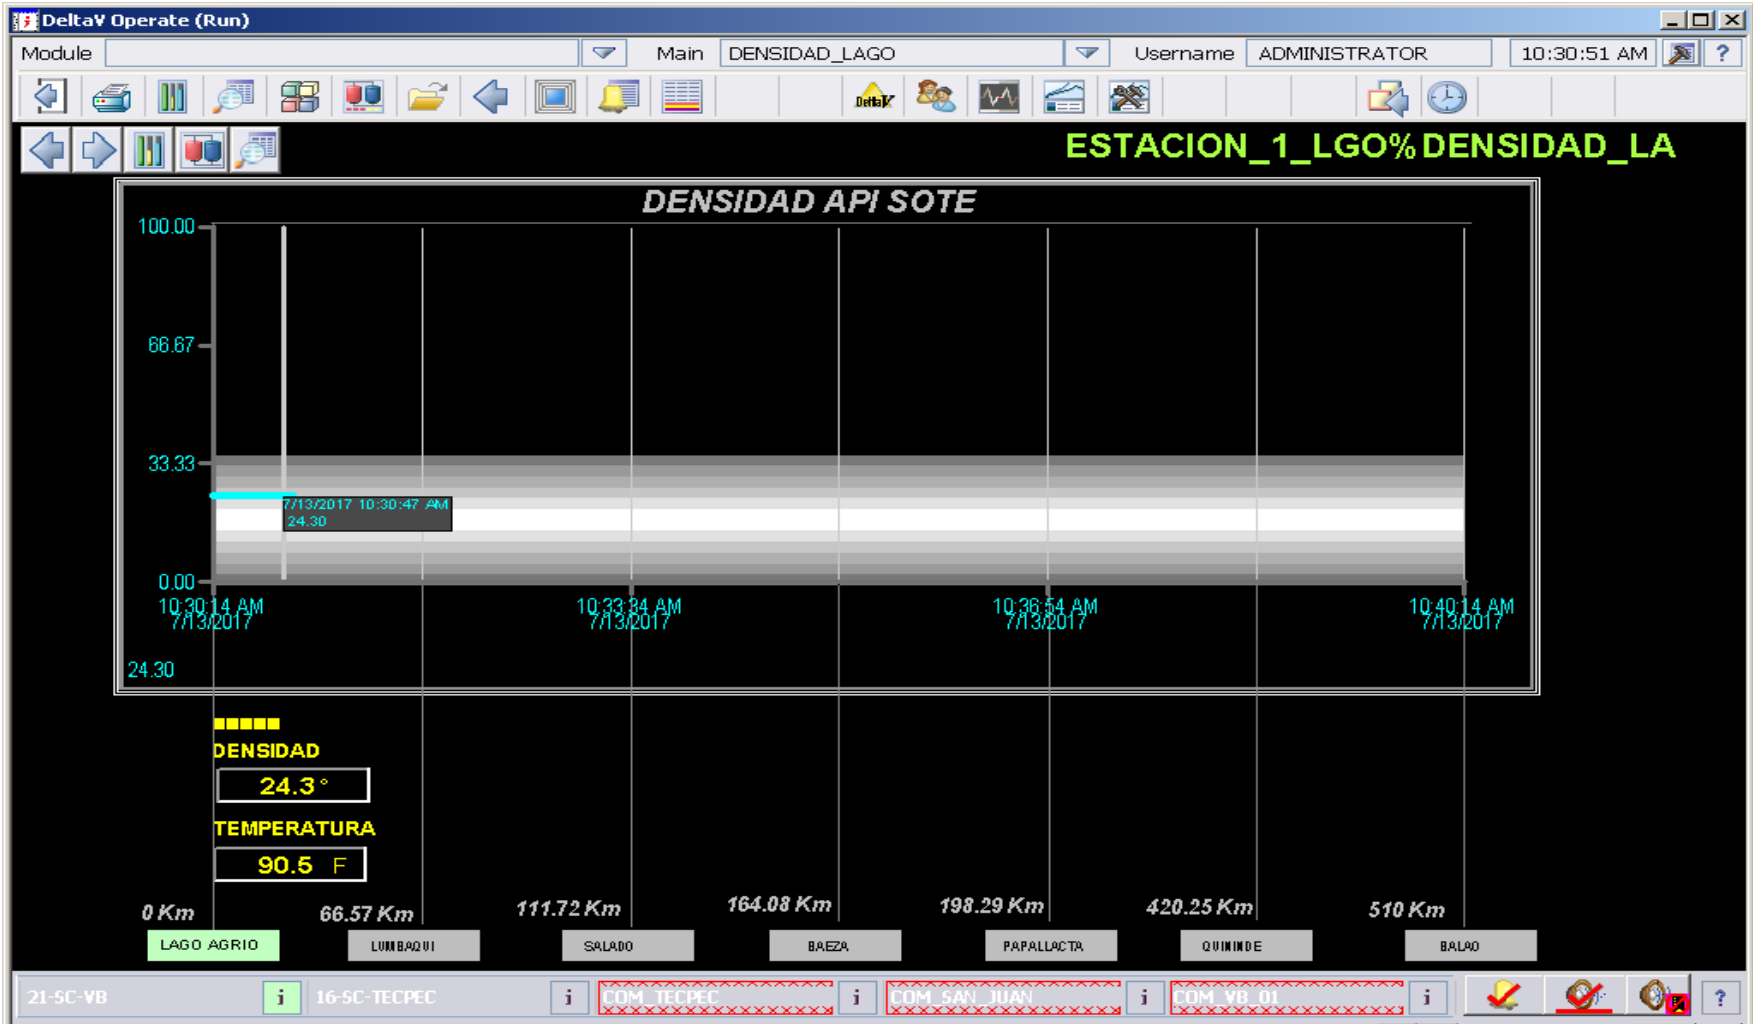 DeltaV Operate (Run)
Module Main DENSIDAD_LAGO Username ADMINISTRATOR 10:30:51 AM ?
DeltaV
ESTACION_1_LGO%DENSIDAD_LA
DENSIDAD API SOTE
100.00
66.67
33.33
7/13/2017 10:30:47 AM
24.30
0.00
10:30:14 AM 10:33:34 AM 10:36:54 AM 10:40:14 AM
7/13/2017 7/13/2017 7/13/2017 7/13/2017
24.30
DENSIDAD
24.3°
TEMPERATURA
90.5 F
0 Km 66.57 Km 111.72 Km 164.08 Km 198.29 Km 420.25 Km 510 Km
LAGO AGRIO LUMBAQUI SALADO BAEZA PAPALLACTA QUININDE BALAO
21-SC-VB i 16-SC-TECPEC i COM_TECPEC i COM_SAN_JUAN i COM_VB_01 i ?